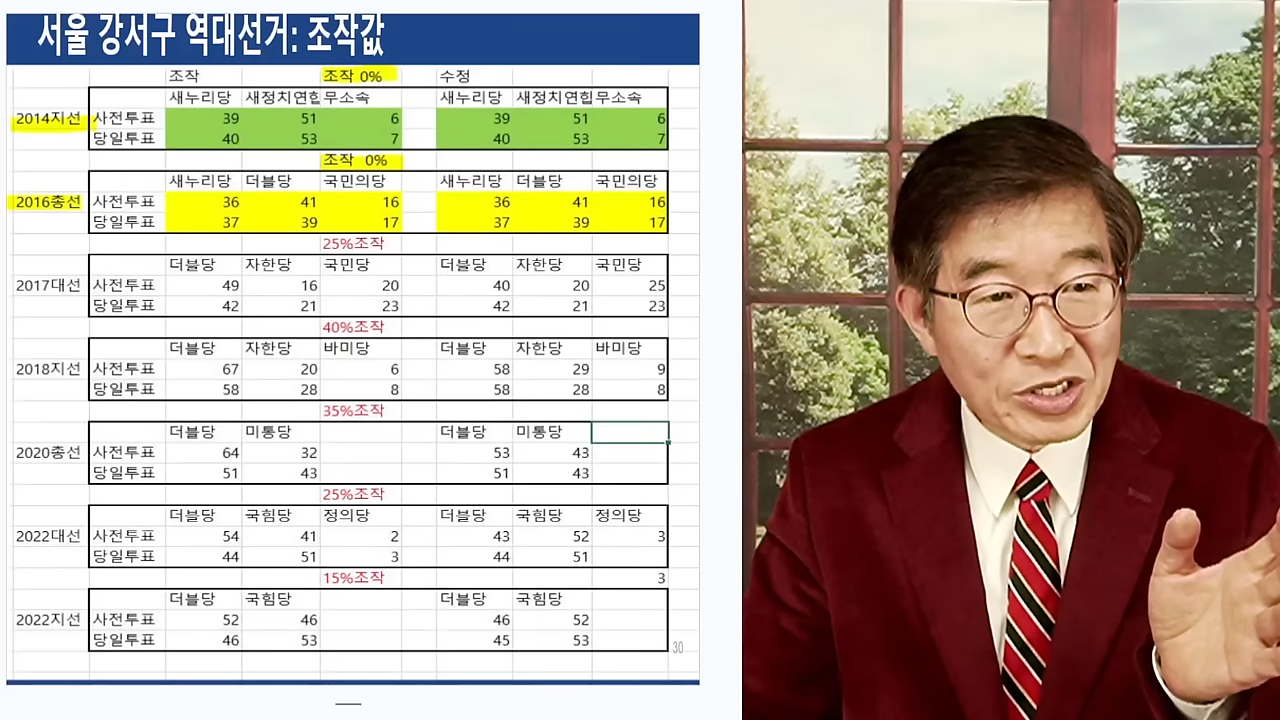 서울 강서구 역대선거: 조작값
조작 조작 0% 수정
새누리당 새정치연합 무소속 새누리당 새정치연합 무소속
2014지선 사전투표 39 51 6 39 51 6
당일투표 40 53 7 40 53 7
조작 0%
새누리당 더블당 국민의당 새누리당 더블당 국민의당
2016총선 사전투표 36 41 16 36 41 16
당일투표 37 39 17 37 39 17
25%조작
더블당 자한당 국민당 더블당 자한당 국민당
2017대선 사전투표 49 16 20 40 20 25
당일투표 42 21 23 42 21 23
40%조작
더블당 자한당 바미당 더블당 자한당 바미당
2018지선 사전투표 67 20 6 58 29 9
당일투표 58 28 8 58 28 8
35%조작
더블당 미통당 더블당 미통당
2020총선 사전투표 64 32 53 43
당일투표 51 43 51 43
25%조작
더블당 국힘당 정의당 더블당 국힘당 정의당
2022대선 사전투표 54 41 2 43 52 3
당일투표 44 51 3 44 51
15%조작 3
더블당 국힘당 더블당 국힘당
2022지선 사전투표 52 46 46 52
당일투표 46 53 45 53
30